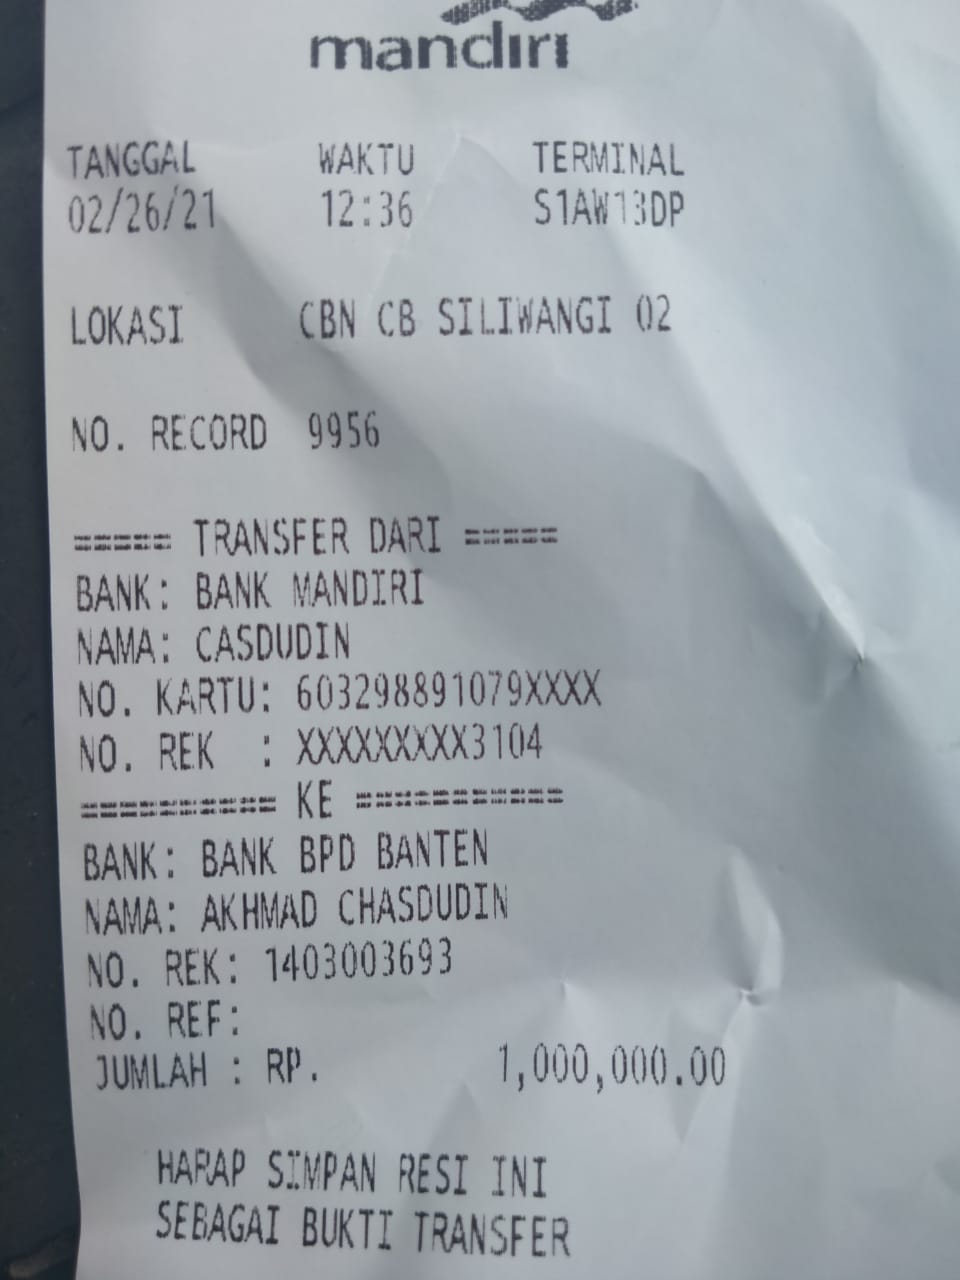 mandiri
TANGGAL WAKTU TERMINAL
02/26/21 12:36 S1AW13DP
LOKASI CBN CB SILIWANGI 02
NO. RECORD 9956
===== TRANSFER DARI =====
BANK: BANK MANDIRI
NAMA: CASDUDIN
NO. KARTU: 603298891079XXXX
NO. REK : XXXXXXXXX3104
========== KE ===========
BANK: BANK BPD BANTEN
NAMA: AKHMAD CHASDUDIN
NO. REK: 1403003693
NO. REF:
JUMLAH : RP. 1,000,000.00
HARAP SIMPAN RESI INI
SEBAGAI BUKTI TRANSFER